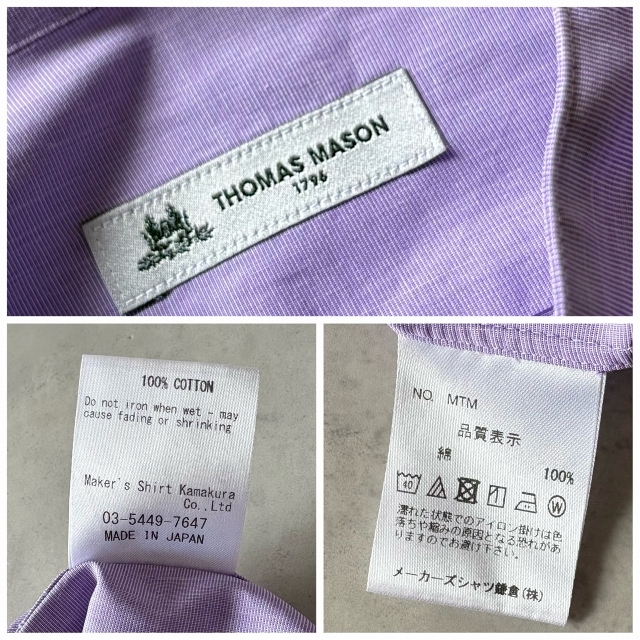 THOMAS MASON
1796
100% COTTON
Do not iron when wet - may
cause fading or shrinking
Maker's Shirt Kamakura
Co.,Ltd
03-5449-7647
MADE IN JAPAN
NO. MTM
品質表示
綿 100%
40 W
濡れた状態でのアイロン掛けは色
落ちや縮みの原因となる恐れがあ
りますのでお避け下さい。
メーカーズシャツ鎌倉(株)